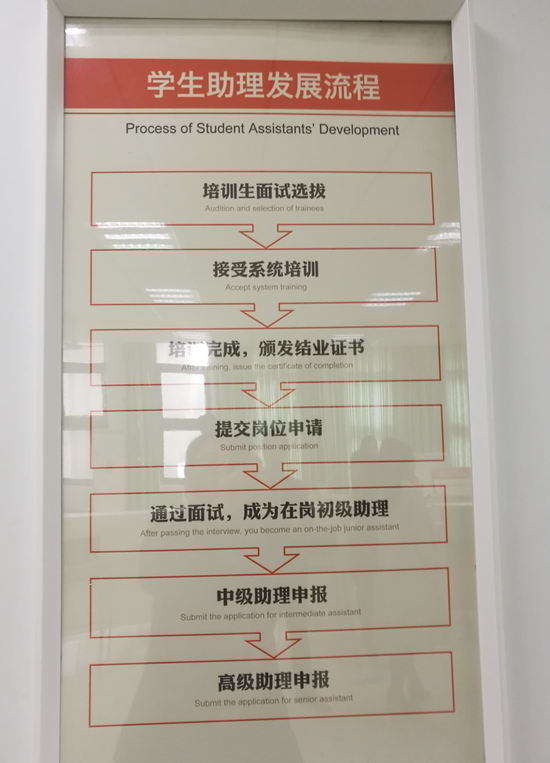 学生助理发展流程
Process of Student Assistants' Development
培训生面试选拔
Audition and selection of trainees
接受系统培训
Accept system training
培训完成，颁发结业证书
After training, issue the certificate of completion
提交岗位申请
Submit position application
通过面试，成为在岗初级助理
After passing the interview, you become an on-the-job junior assistant
中级助理申报
Submit the application for intermediate assistant
高级助理申报
Submit the application for senior assistant